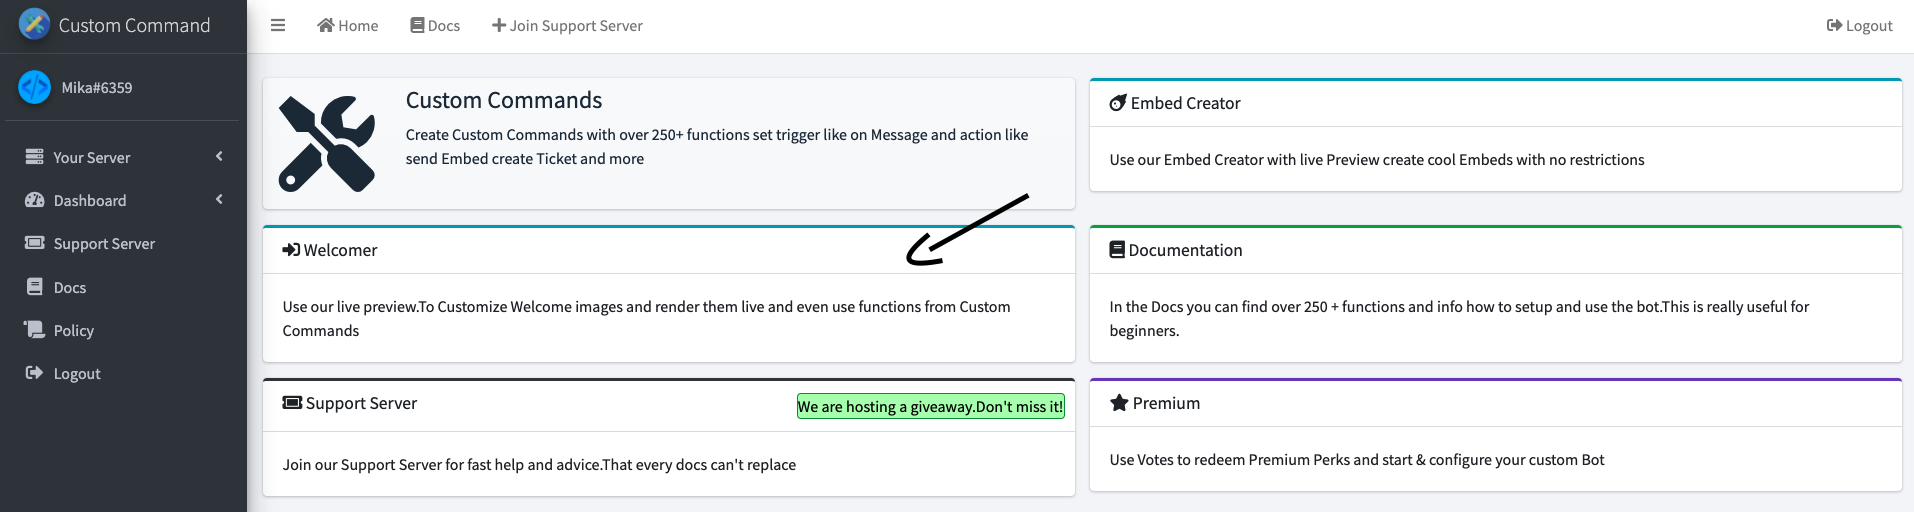 Custom Command
Home
Docs
Join Support Server
Logout
Mika#6359
Your Server
Dashboard
Support Server
Docs
Policy
Logout
Custom Commands
Create Custom Commands with over 250+ functions set trigger like on Message and action like
send Embed create Ticket and more
Embed Creator
Use our Embed Creator with live Preview create cool Embeds with no restrictions
Welcomer
Use our live preview.To Customize Welcome images and render them live and even use functions from Custom
Commands
Documentation
In the Docs you can find over 250 + functions and info how to setup and use the bot.This is really useful for
beginners.
Support Server
We are hosting a giveaway.Don't miss it!
Join our Support Server for fast help and advice.That every docs can't replace
Premium
Use Votes to redeem Premium Perks and start & configure your custom Bot